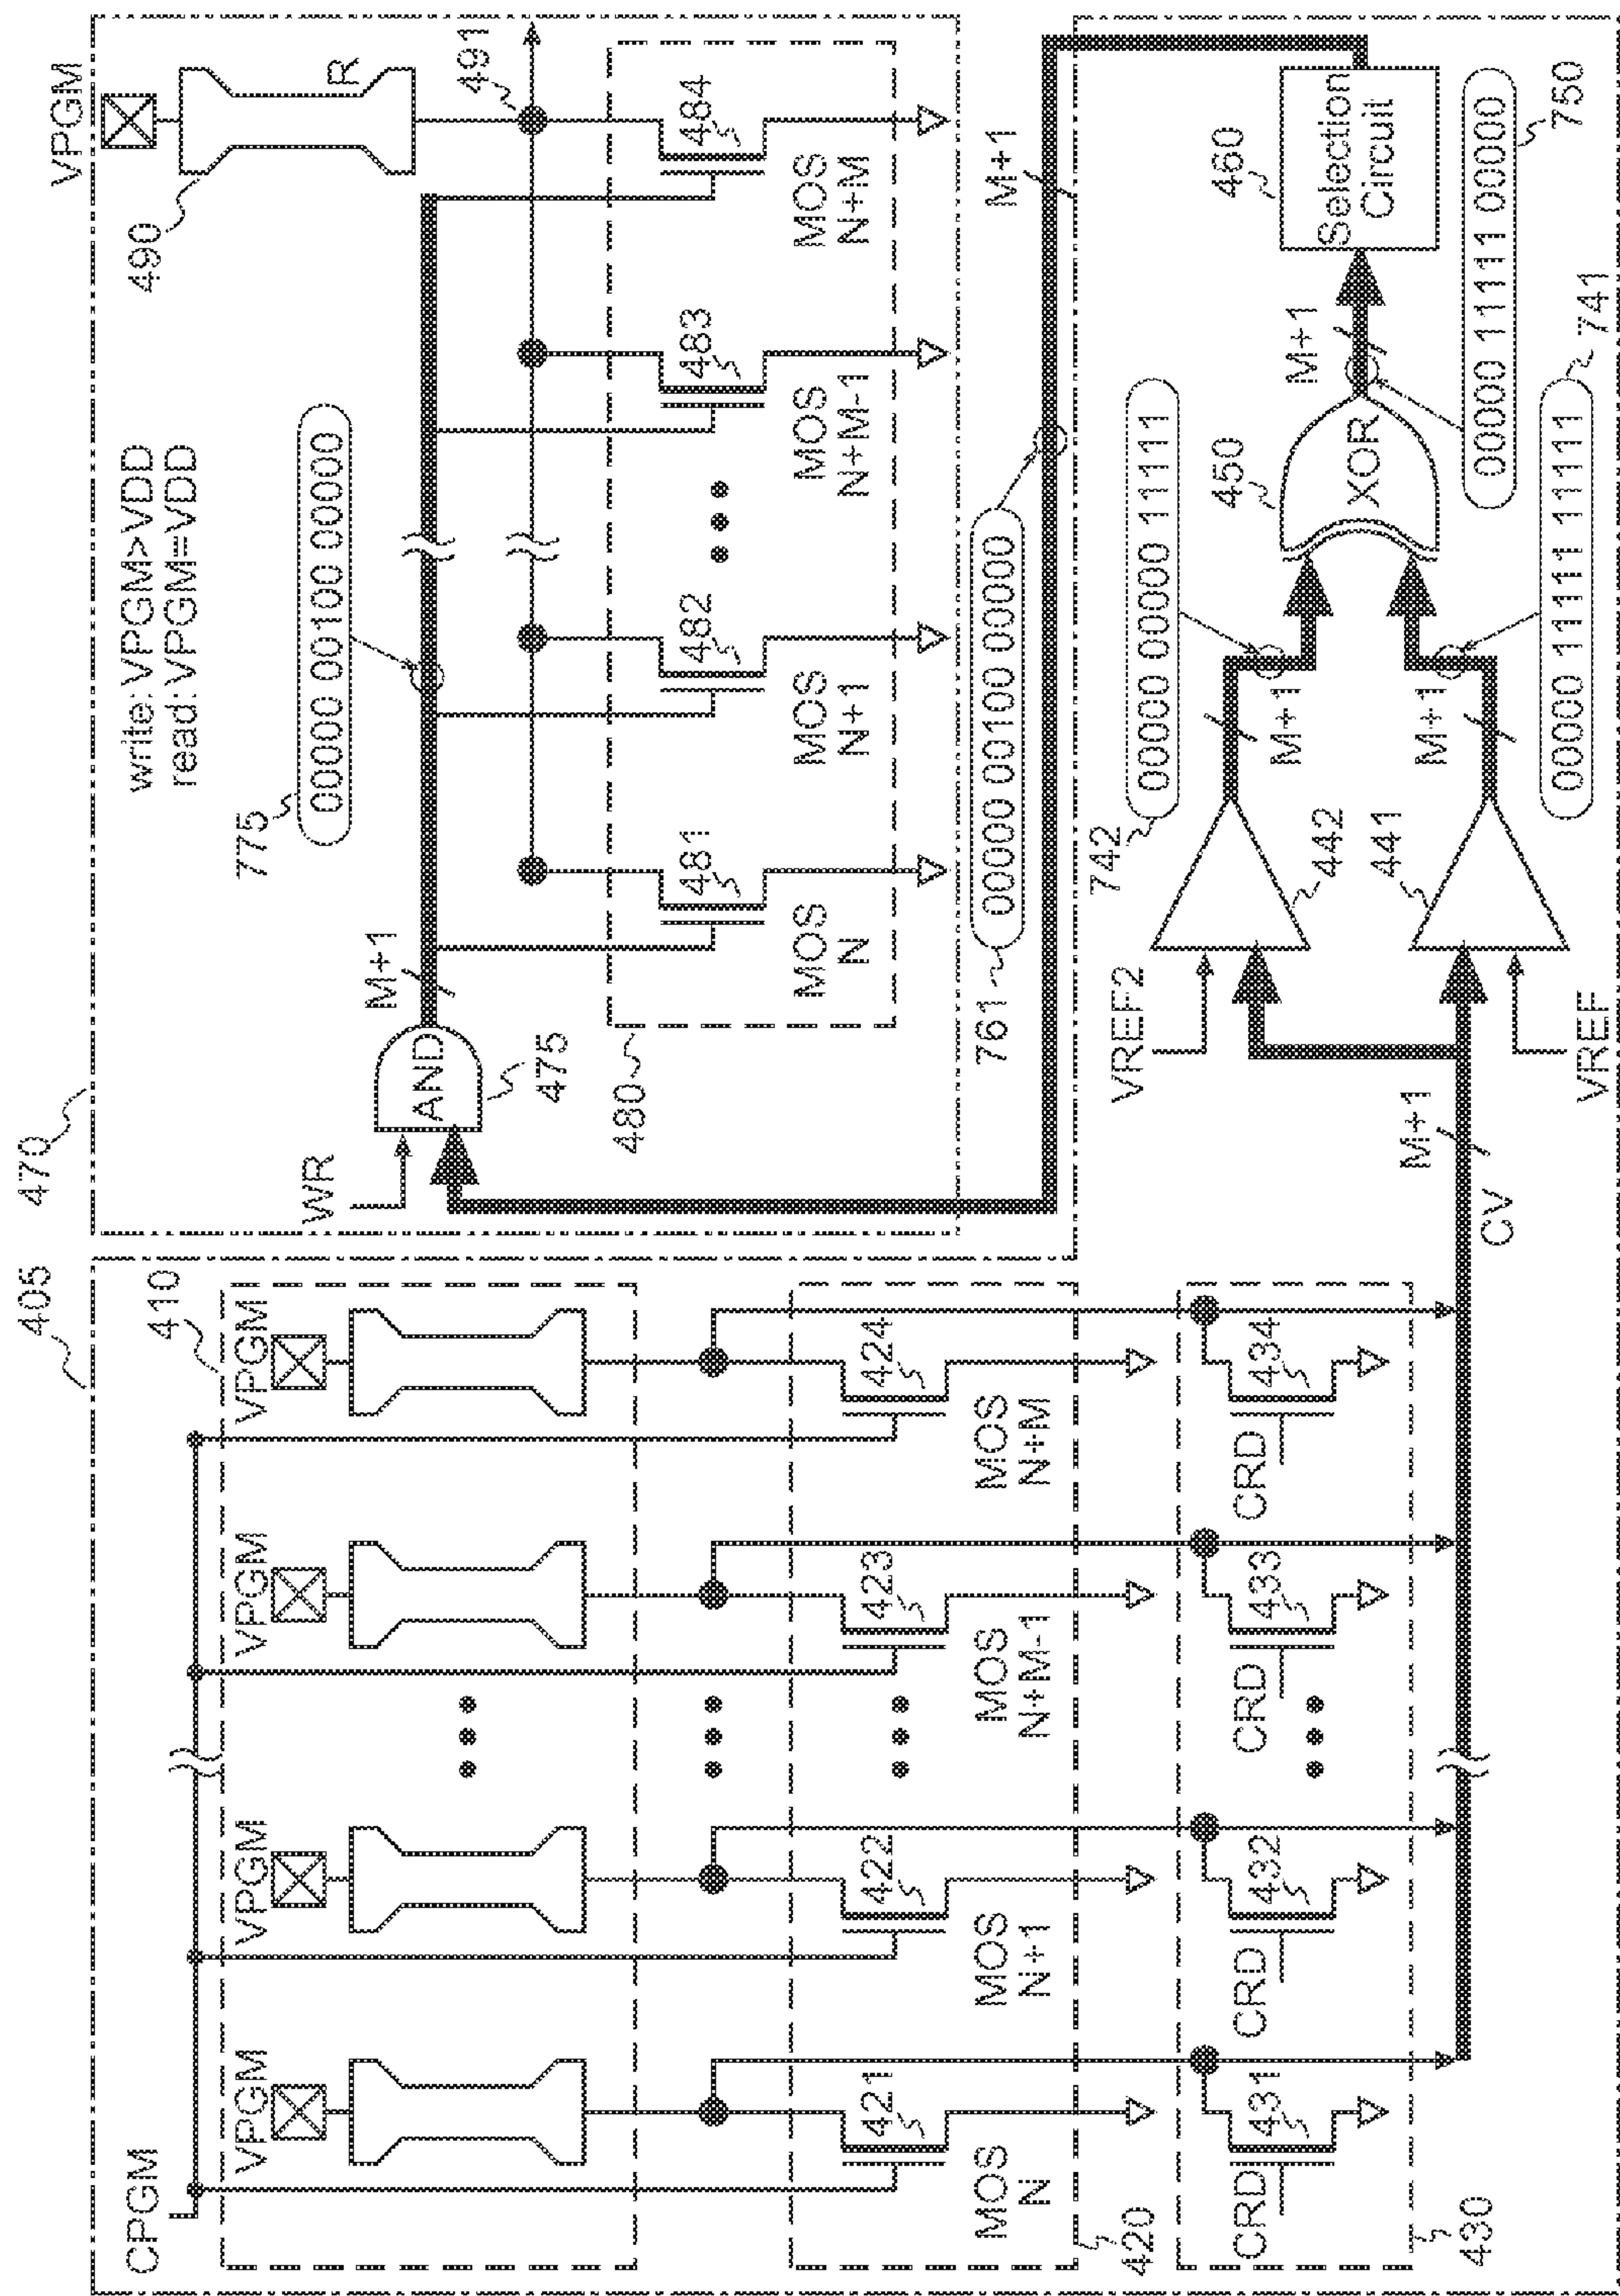 405
CPGM
410
VPGM
VPGM
VPGM
VPGM
421
422
423
424
MOS
N
MOS
N+1
MOS
N+M-1
MOS
N+M
420
431
432
433
434
CRD
CRD
CRD
CRD
430
CV
M+1
470
WR
AND
475
M+1
write: VPGM>VDD
read: VPGM=VDD
775
00000 00100 00000
VPGM
490
R
491
480
481
482
483
484
MOS
N
MOS
N+1
MOS
N+M-1
MOS
N+M
761
00000 00100 00000
M+1
VREF2
VREF
742
00000 00000 11111
442
441
M+1
M+1
00000 11111 11111
741
450
XOR
M+1
460
Selection
Circuit
00000 11111 00000
750